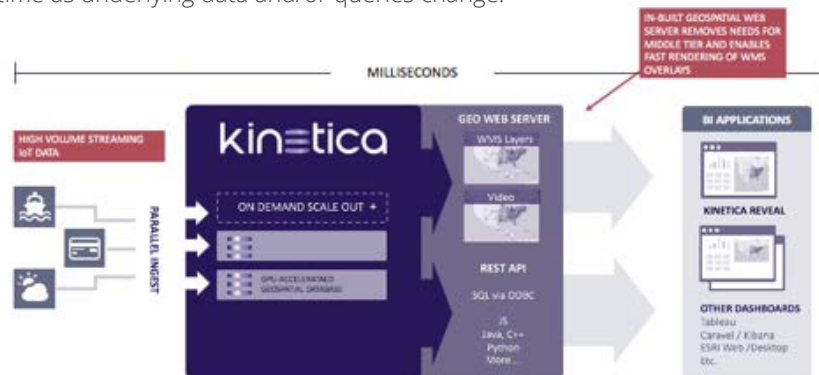 time as underlying data and/or queries change.
IN-BUILT GEOSPATIAL WEB
SERVER REMOVES NEEDS FOR
MIDDLE TIER AND ENABLES
FAST RENDERING OF WMS
OVERLAYS
MILLISECONDS
HIGH VOLUME STREAMING
IoT DATA
PARALLEL INGEST
kinetica
ON DEMAND SCALE OUT +
GPU-ACCELERATED
GEOSPATIAL DATABASE
GEO WEB SERVER
WMS Layers
Video
REST API
SQL via ODBC
JS
Java, C++
Python
More...
BI APPLICATIONS
KINETICA REVEAL
OTHER DASHBOARDS
Tableau
Caravel / Kibana
ESRI Web /Desktop
Etc.